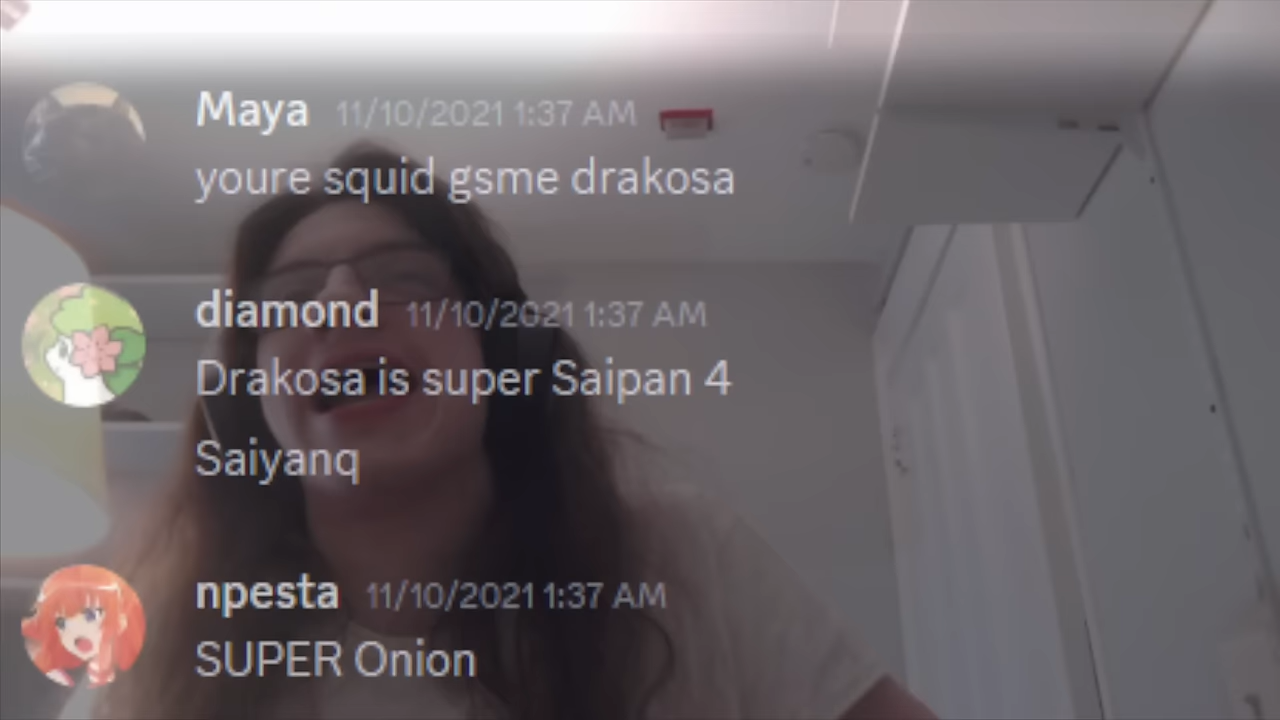 Maya 11/10/2021 1:37 AM
youre squid gsme drakosa
diamond 11/10/2021 1:37 AM
Drakosa is super Saipan 4
Saiyanq
npesta 11/10/2021 1:37 AM
SUPER Onion